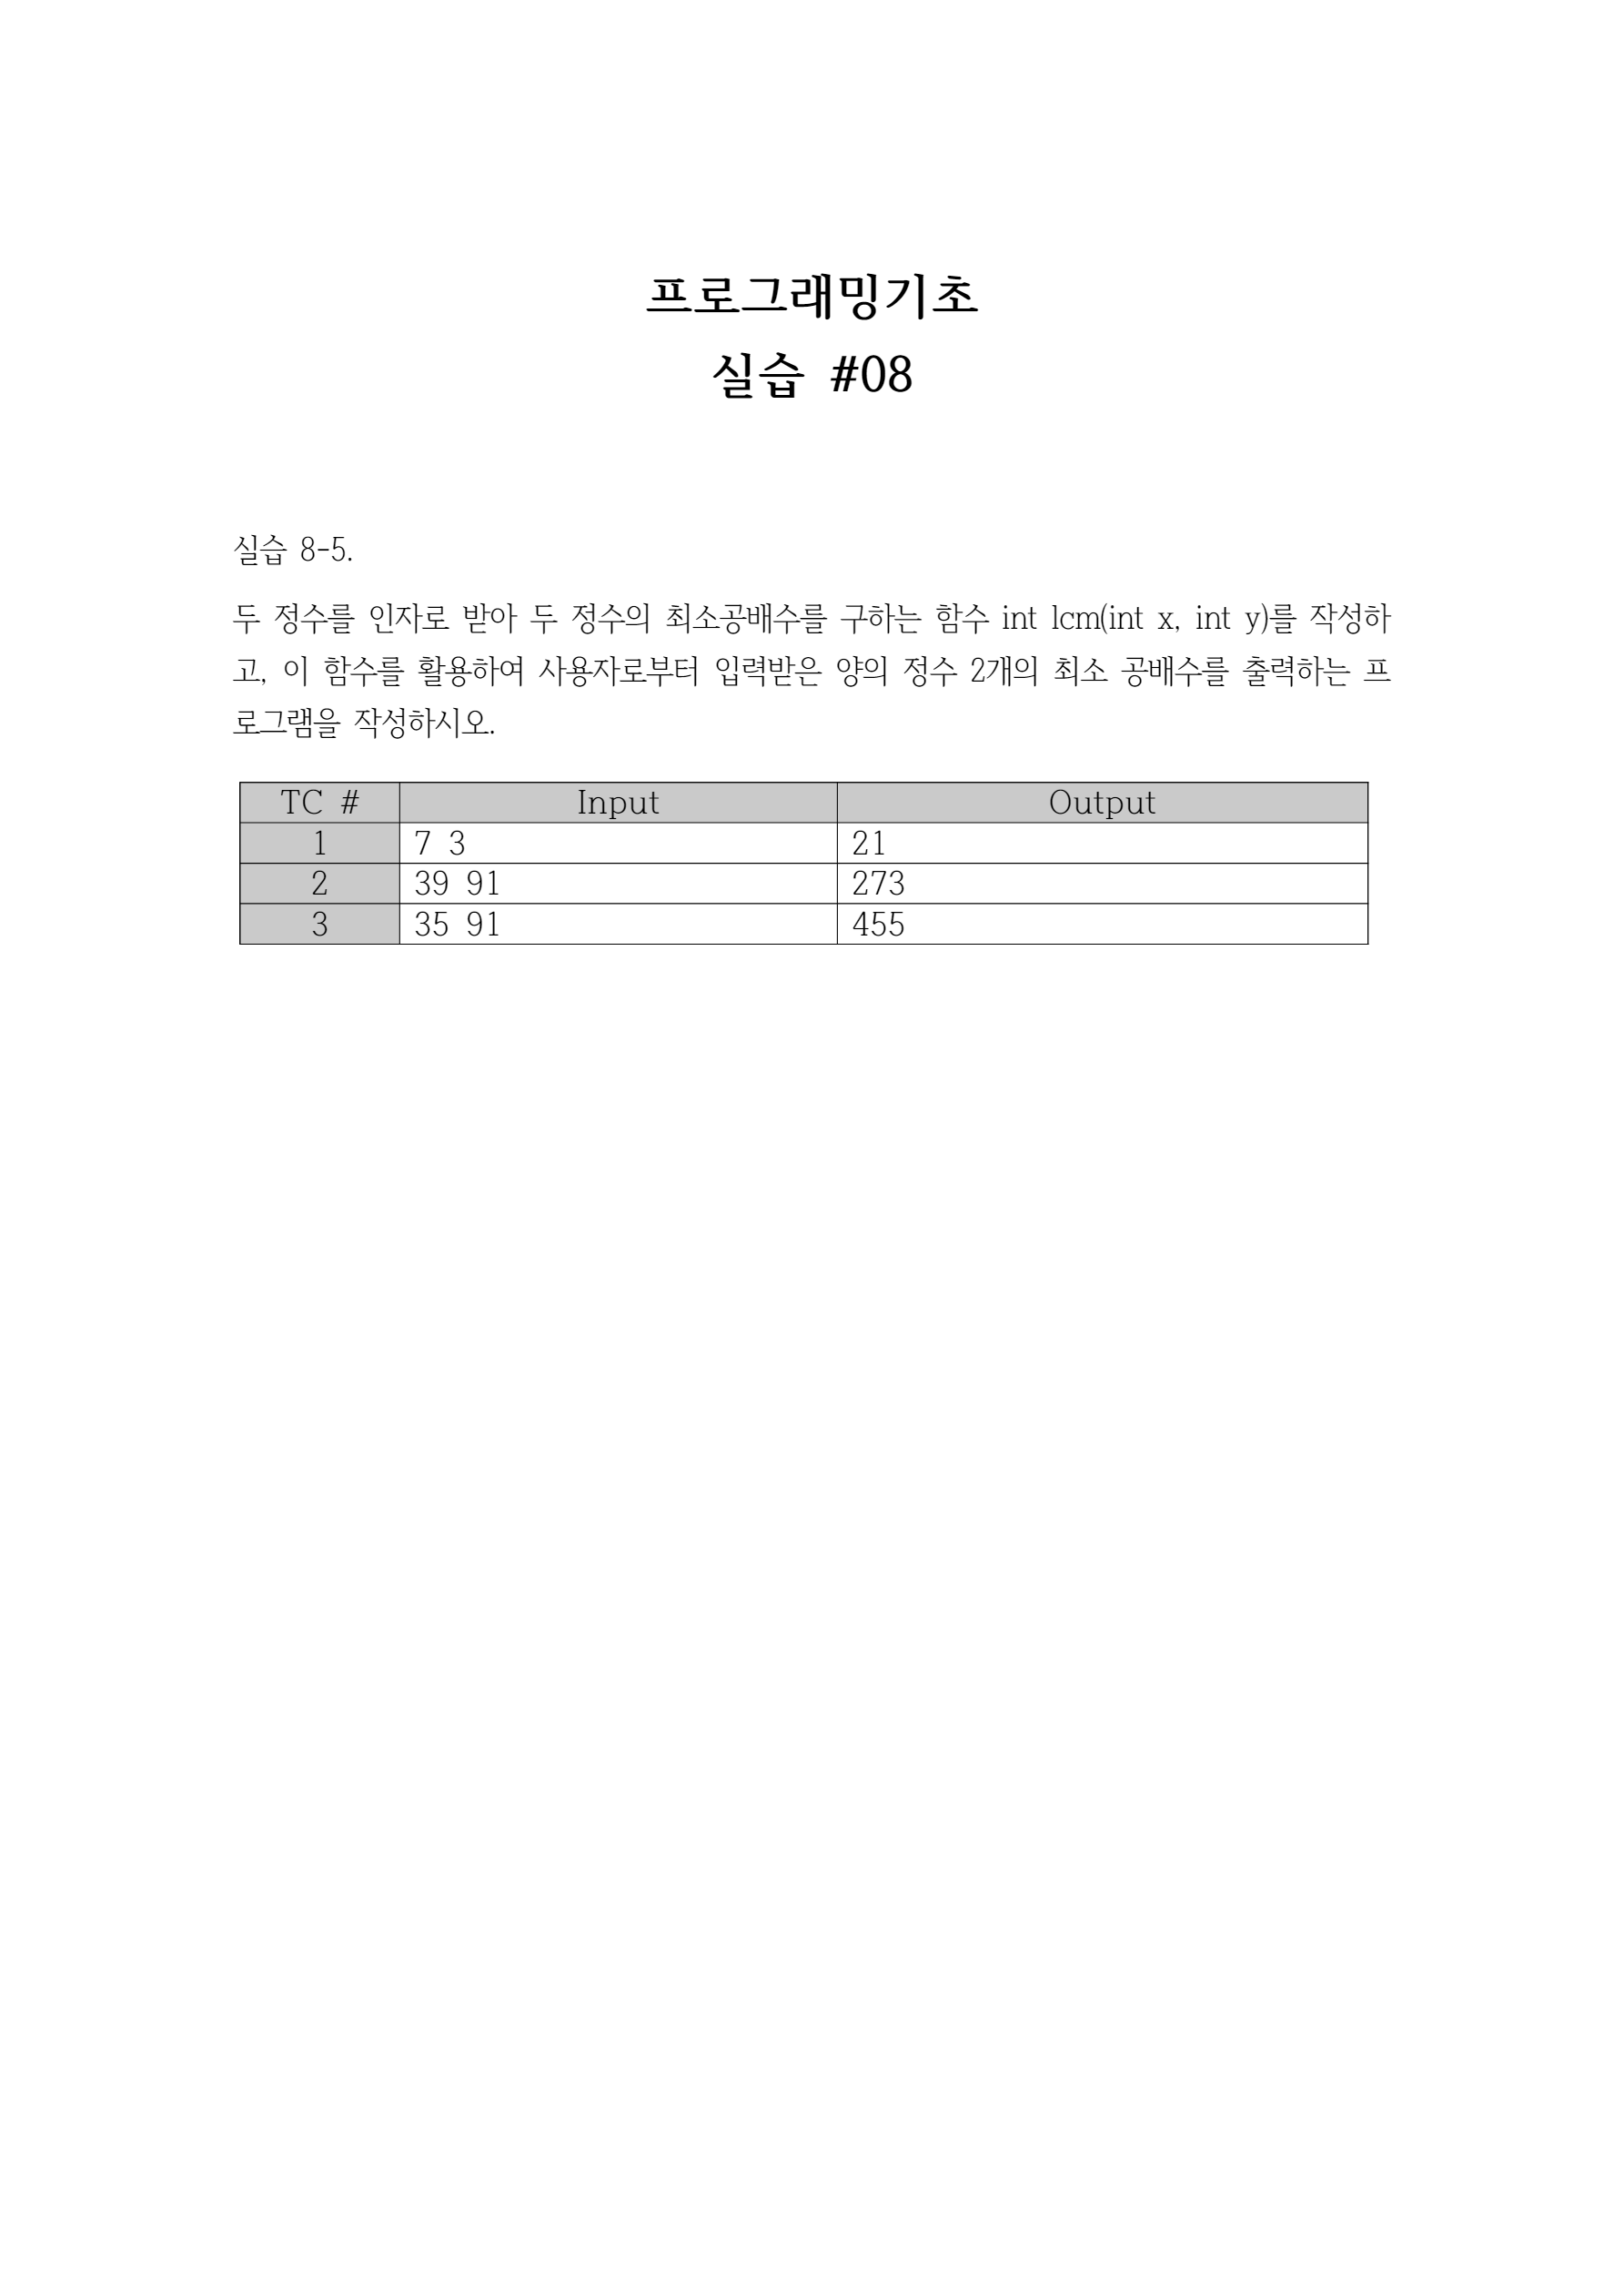 프로그래밍기초
실습 #08
실습 8-5.
두 정수를 인자로 받아 두 정수의 최소공배수를 구하는 함수 int lcm(int x, int y)를 작성하
고, 이 함수를 활용하여 사용자로부터 입력받은 양의 정수 2개의 최소 공배수를 출력하는 프
로그램을 작성하시오.
TC # Input Output
1 7 3 21
2 39 91 273
3 35 91 455